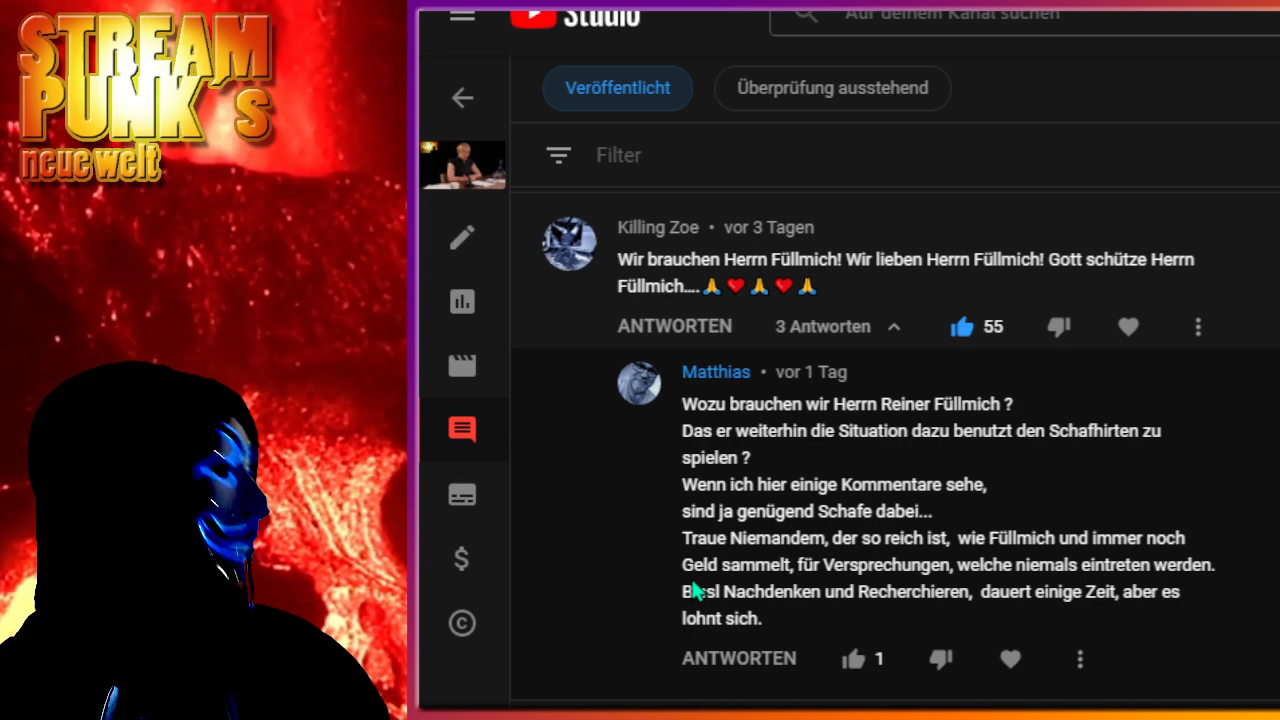 STREAM
PUNK´s
neue welt
Studio
Auf deinem Kanal suchen
Veröffentlicht
Überprüfung ausstehend
Filter
Killing Zoe • vor 3 Tagen
Wir brauchen Herrn Füllmich! Wir lieben Herrn Füllmich! Gott schütze Herrn
Füllmich....🙏❤️🙏❤️🙏
ANTWORTEN 3 Antworten 55
Matthias • vor 1 Tag
Wozu brauchen wir Herrn Reiner Füllmich ?
Das er weiterhin die Situation dazu benutzt den Schafhirten zu
spielen ?
Wenn ich hier einige Kommentare sehe,
sind ja genügend Schafe dabei...
Traue Niemandem, der so reich ist, wie Füllmich und immer noch
Geld sammelt, für Versprechungen, welche niemals eintreten werden.
Nachdenken und Recherchieren, dauert einige Zeit, aber es
lohnt sich.
ANTWORTEN 1